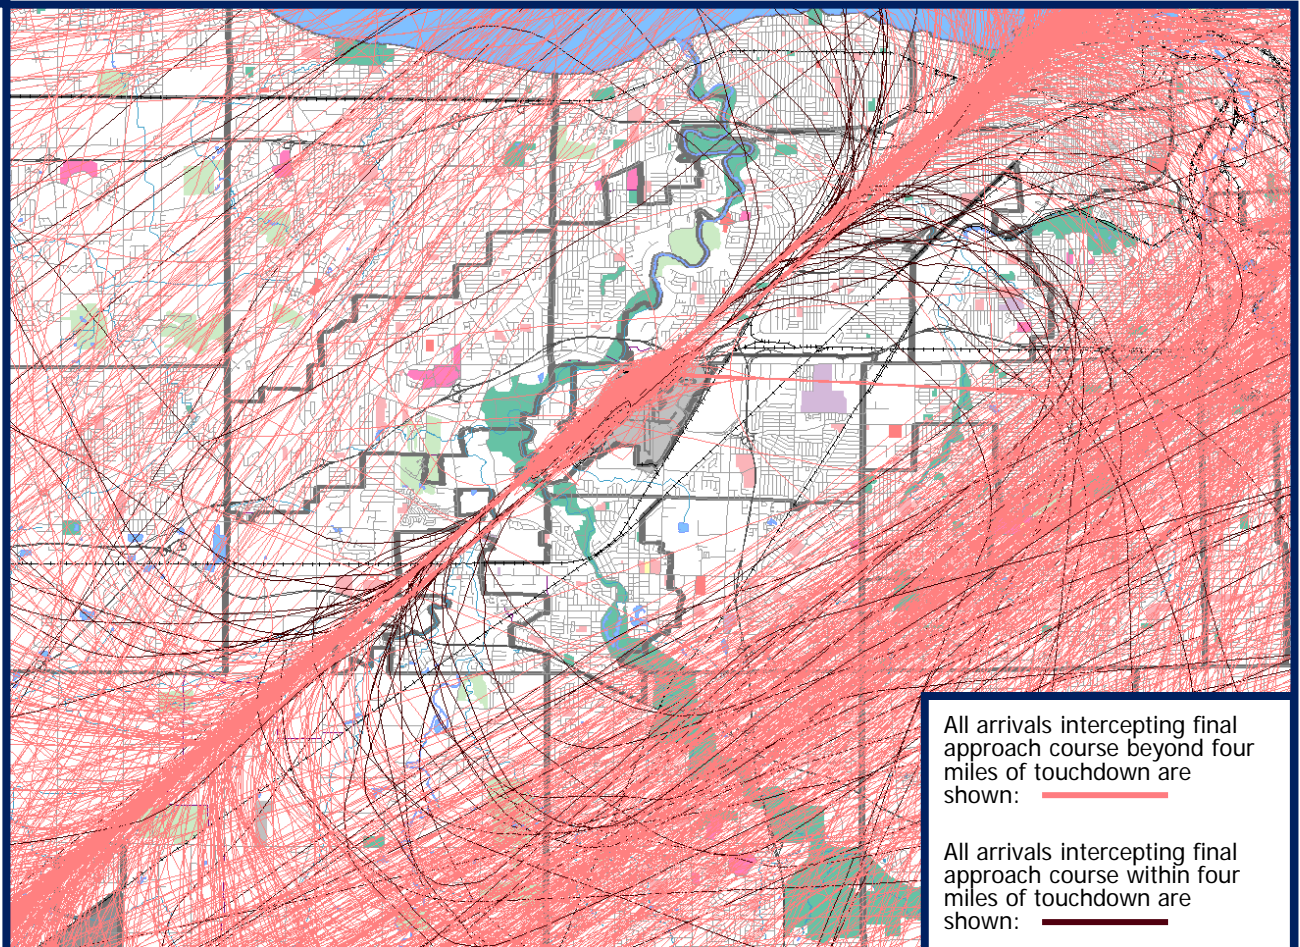 All arrivals intercepting final
approach course beyond four
miles of touchdown are
shown:
All arrivals intercepting final
approach course within four
miles of touchdown are
shown: